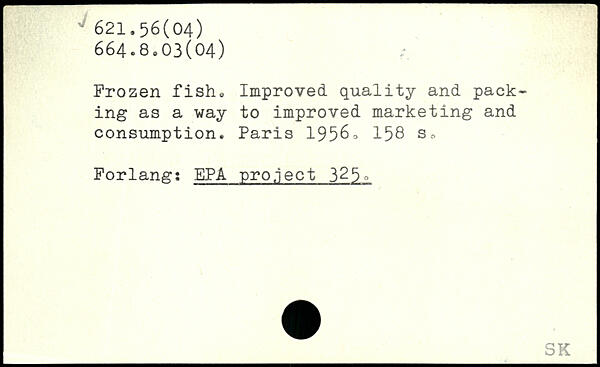 621.56(04)
664.8.03(04)
Frozen fish. Improved quality and pack-
ing as a way to improved marketing and
consumption. Paris 1956. 158 s.
Forlang: EPA project 325.
SK